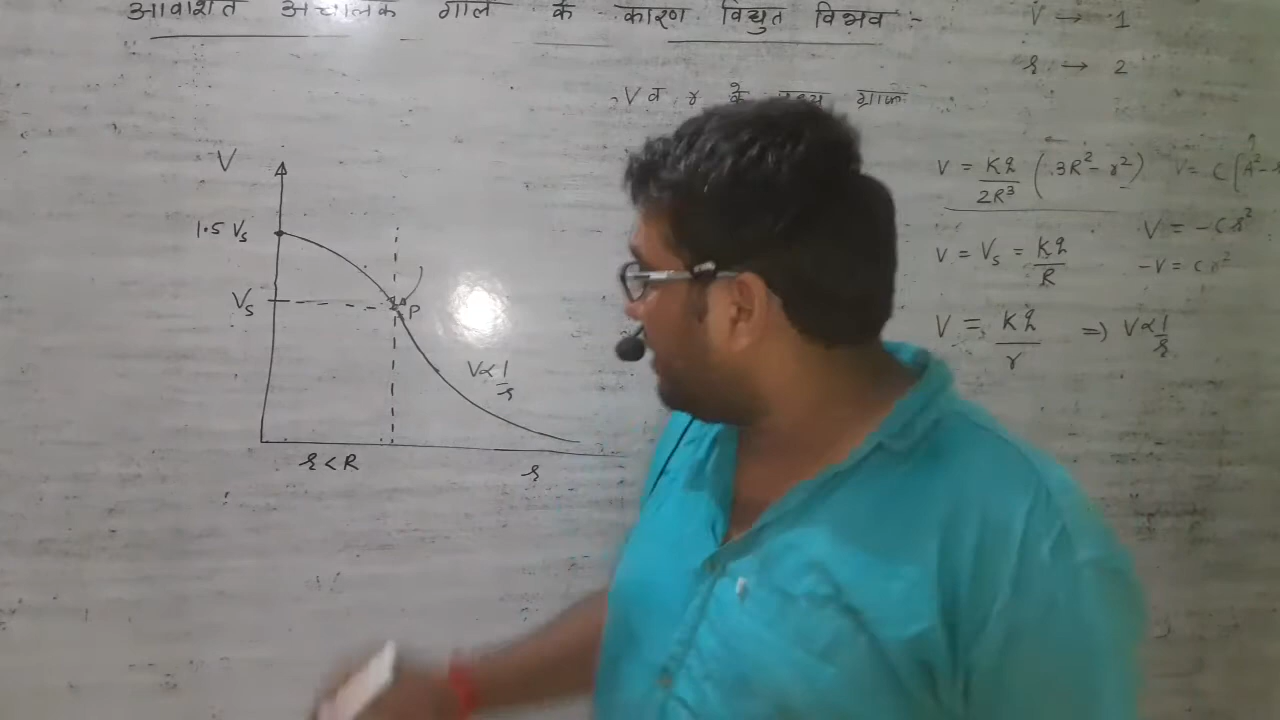 आवेशित अचालक गोले के कारण विद्युत विभव :-
V → 1
r → 2
V व r के मध्य ग्राफ
V
1.5 Vs
Vs
P
V∝1/r
r<R
r
V = Kq/2R³ (3R²-r²)
V = C[A²-
V = Vs = Kq/R
V = -Cr²
-V = Cr²
V = Kq/r ⇒ V∝1/r